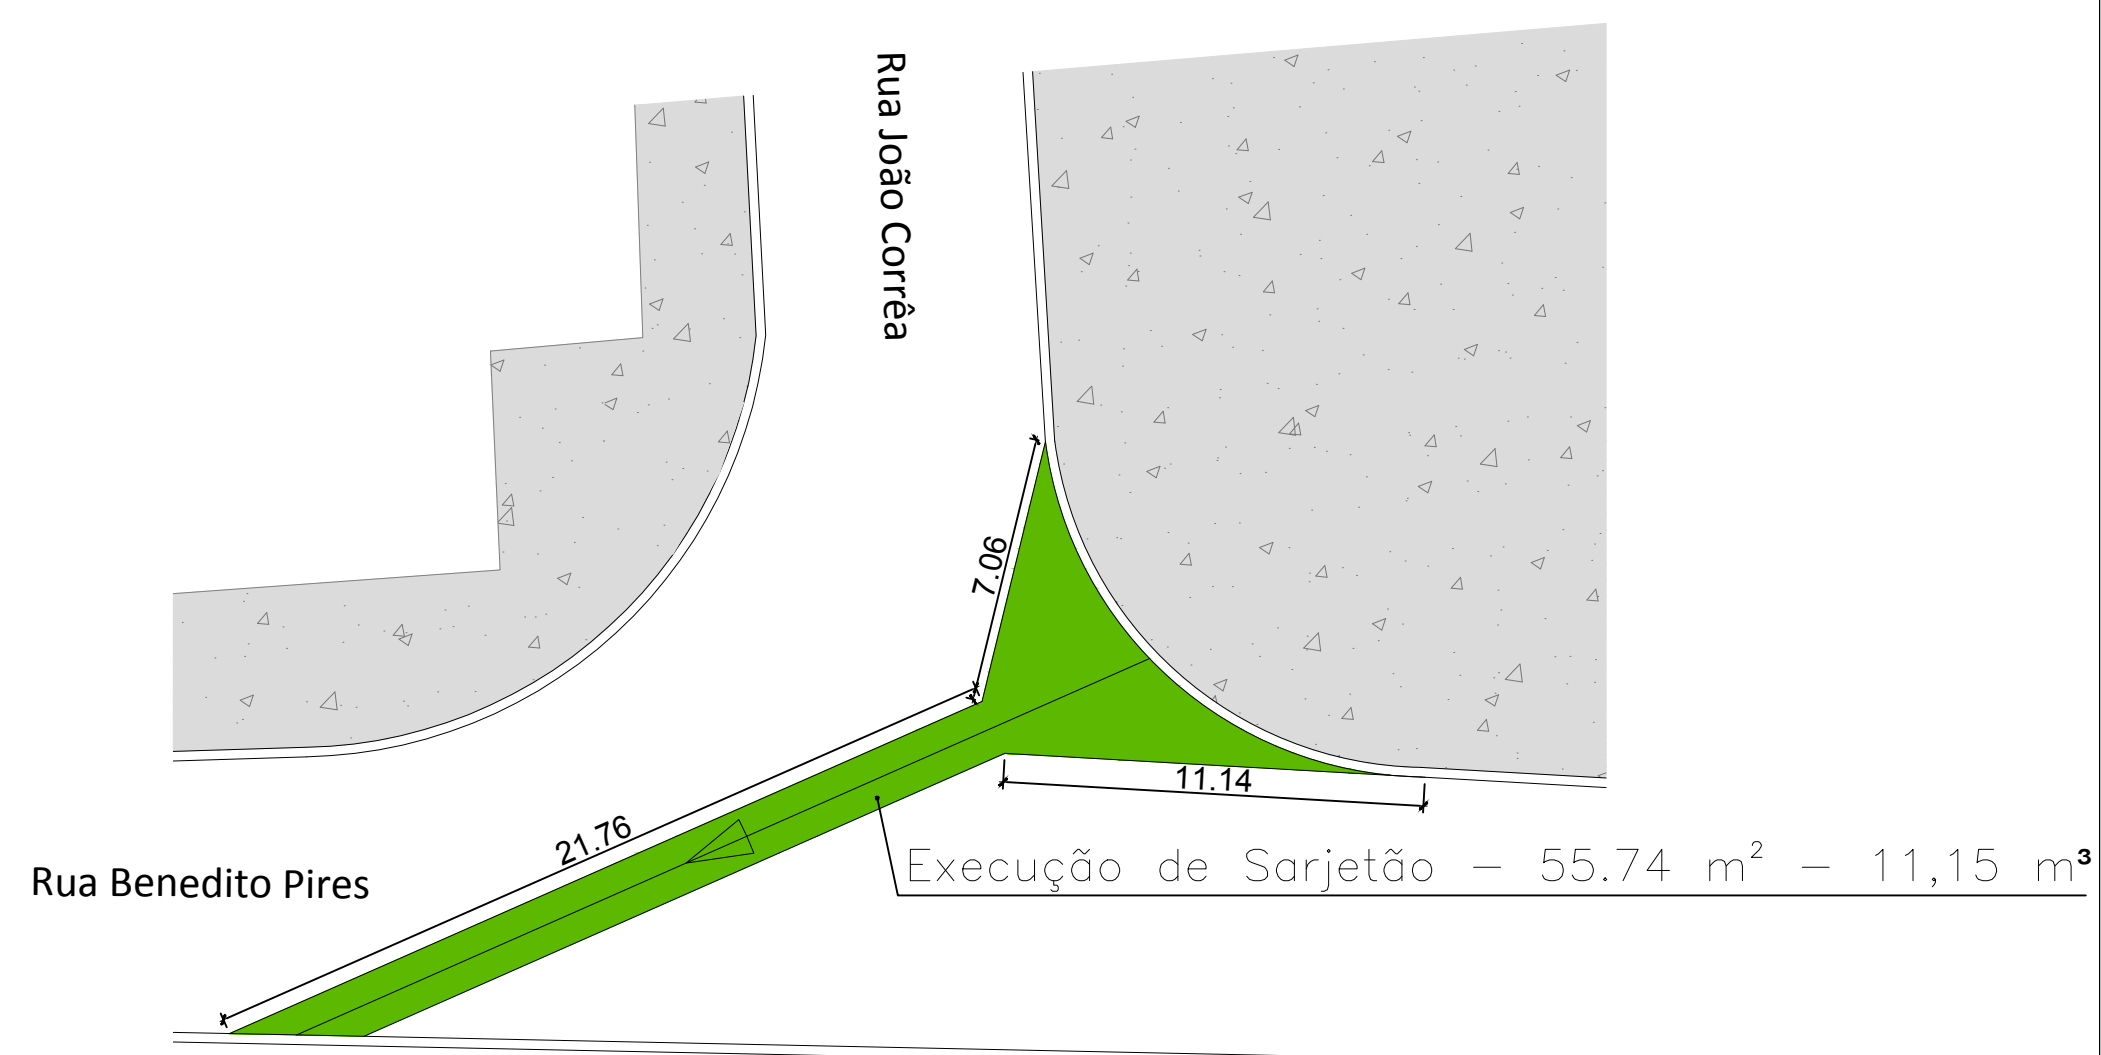 Rua João Corrêa
7.06
11.14
21.76
Execução de Sarjetão - 55.74 m² - 11,15 m³
Rua Benedito Pires